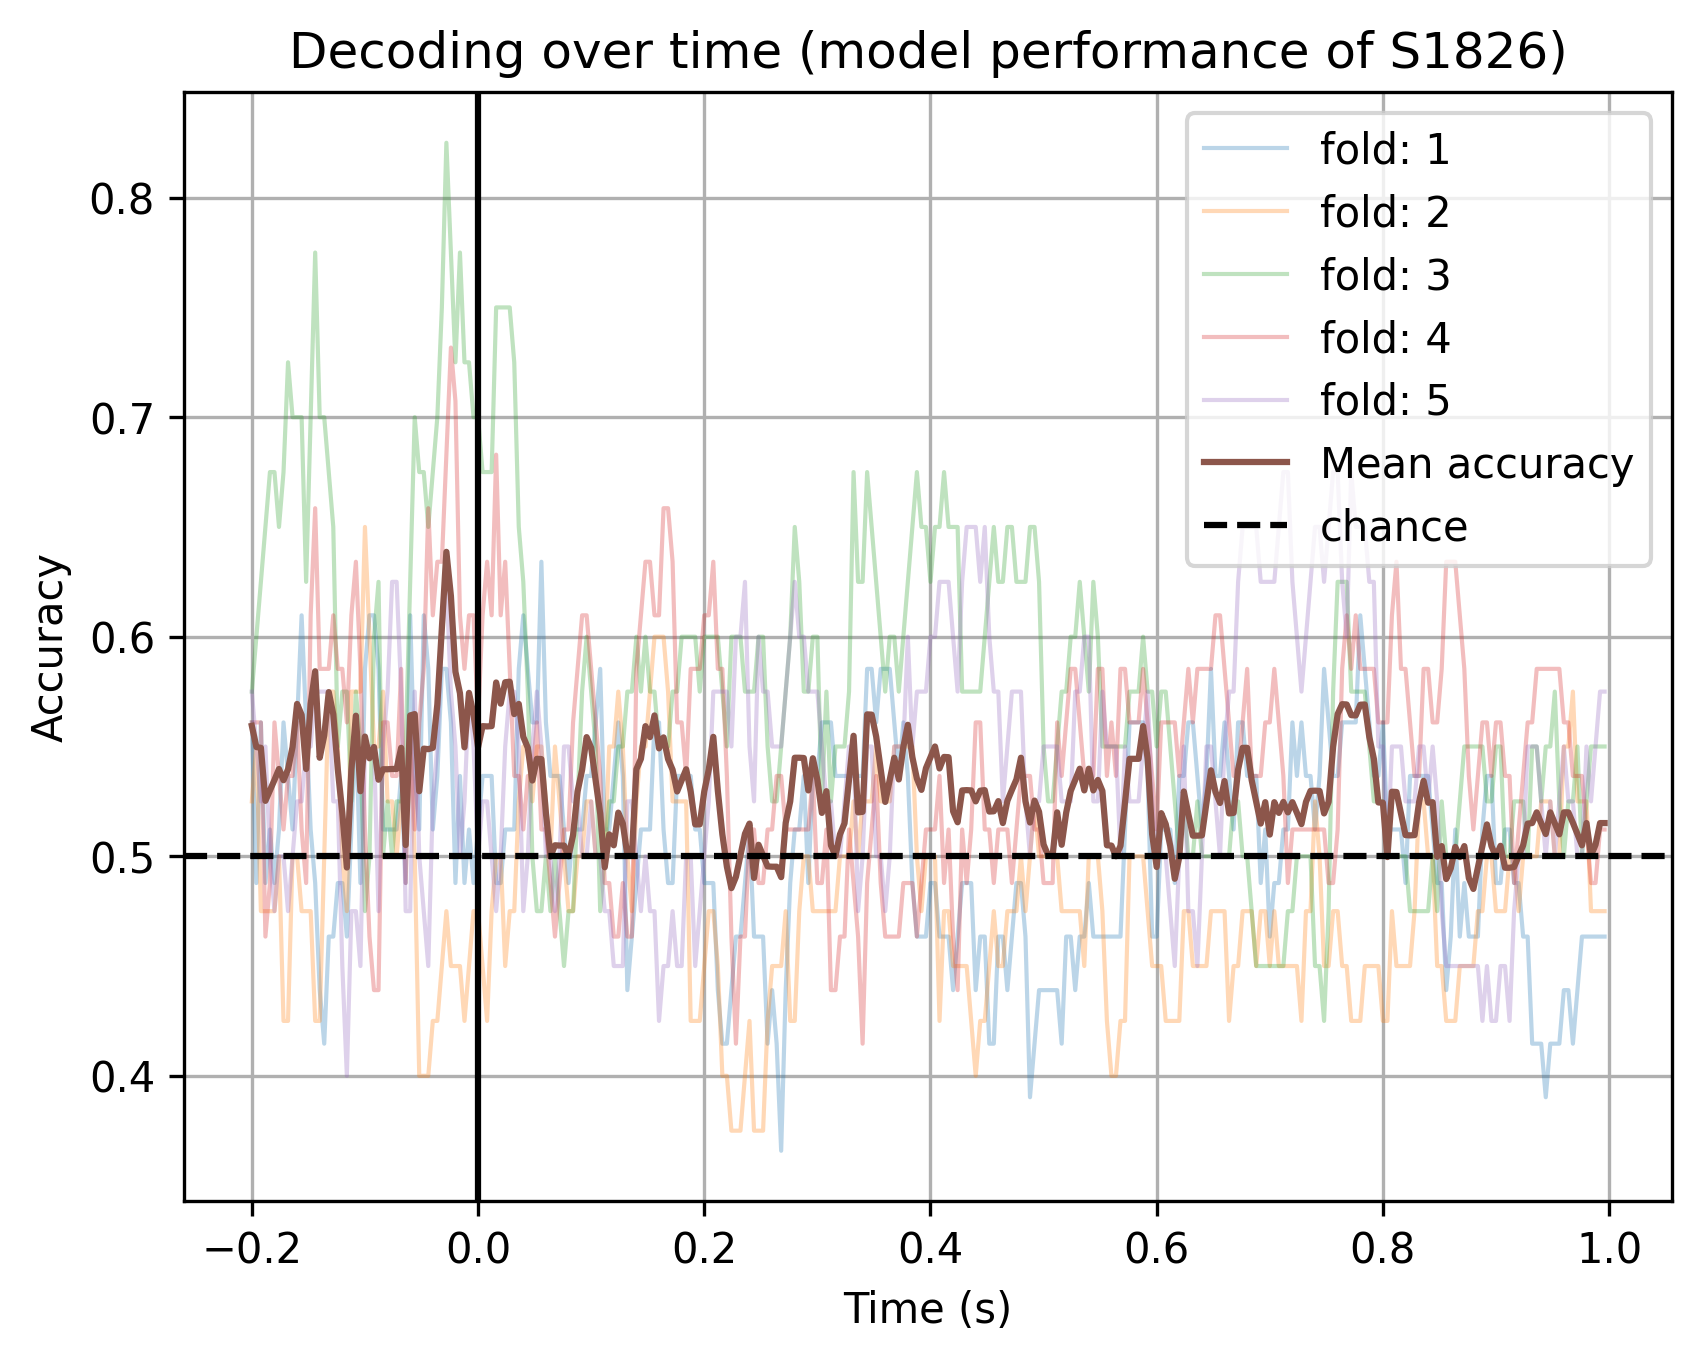 Decoding over time (model performance of S1826)
fold: 1
fold: 2
fold: 3
fold: 4
fold: 5
Mean accuracy
chance
Accuracy
0.8
0.7
0.6
0.5
0.4
−0.2 0.0 0.2 0.4 0.6 0.8 1.0
Time (s)